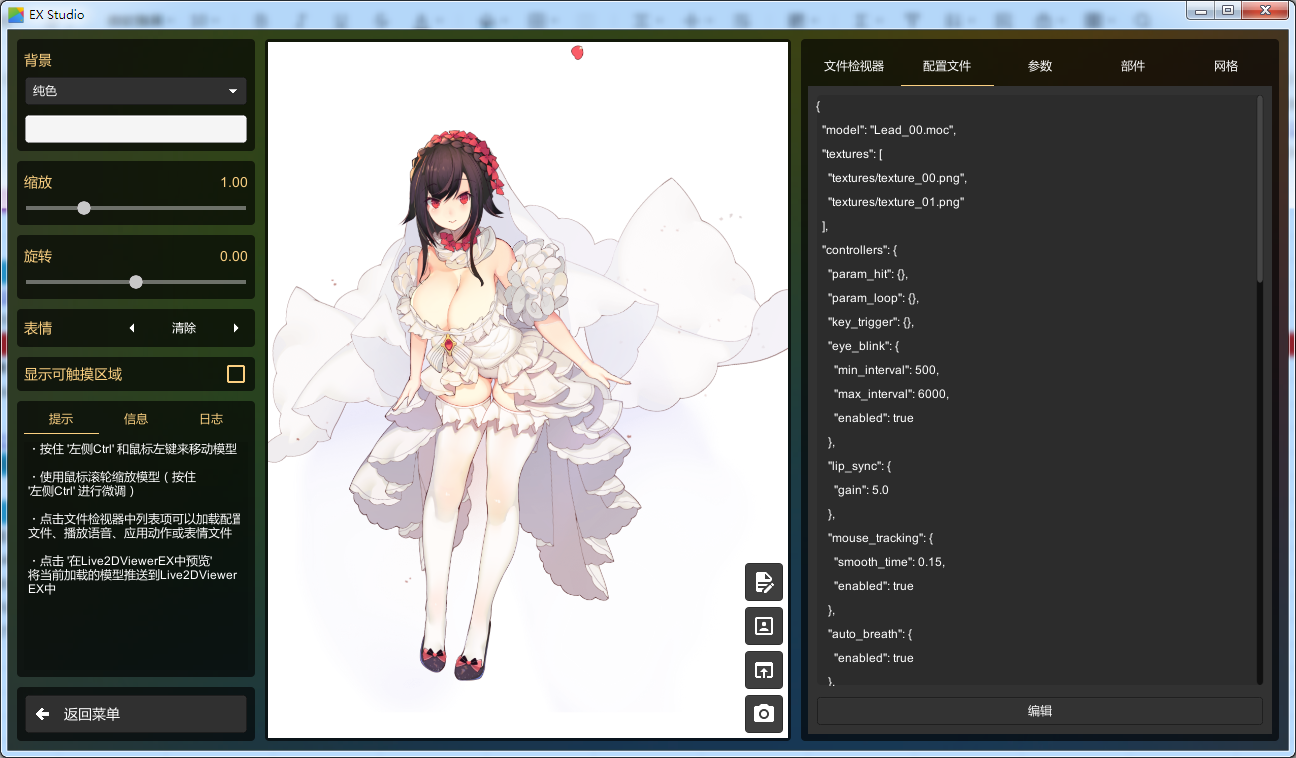 EX Studio
背景
纯色
缩放
1.00
旋转
0.00
表情
清除
显示可触摸区域
提示
信息
日志
· 按住 '左侧Ctrl' 和鼠标左键来移动模型
· 使用鼠标滚轮缩放模型 ( 按住
'左侧Ctrl' 进行微调 )
· 点击文件检视器中列表项可以加载配置
文件、播放语音、应用动作或表情文件
· 点击 '在Live2DViewerEX中预览'
将当前加载的模型推送到Live2DViewer
EX中
返回菜单
文件检视器
配置文件
参数
部件
网格
{
"model": "Lead_00.moc",
"textures": [
"textures/texture_00.png",
"textures/texture_01.png"
],
"controllers": {
"param_hit": {},
"param_loop": {},
"key_trigger": {},
"eye_blink": {
"min_interval": 500,
"max_interval": 6000,
"enabled": true
},
"lip_sync": {
"gain": 5.0
},
"mouse_tracking": {
"smooth_time": 0.15,
"enabled": true
},
"auto_breath": {
"enabled": true
},
编辑